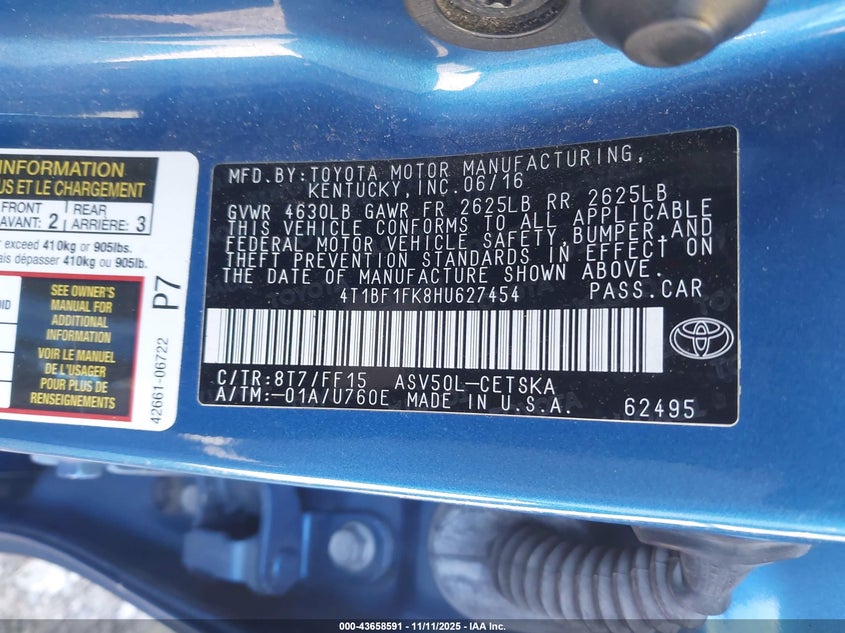 INFORMATION
US ET LE CHARGEMENT
FRONT
AVANT: 2
REAR
ARRIÈRE: 3
r exceed 410kg or 905lbs.
ais dépasser 410kg ou 905lb.
OID
SEE OWNER'S
MANUAL FOR
ADDITIONAL
INFORMATION
VOIR LE MANUEL
DE L'USAGER
POUR PLUS DE
RENSEIGNEMENTS
P7
42661-06722
MFD.BY:TOYOTA MOTOR MANUFACTURING,
KENTUCKY, INC.06/16
GVWR 4630LB GAWR FR 2625LB RR 2625LB
THIS VEHICLE CONFORMS TO ALL APPLICABLE
FEDERAL MOTOR VEHICLE SAFETY,BUMPER AND
THEFT PREVENTION STANDARDS IN EFFECT ON
THE DATE OF MANUFACTURE SHOWN ABOVE.
4T1BF1FK8HU627454
PASS.CAR
C/TR:8T7/FF15 ASV50L-CETSKA
A/TM:-01A/U760E MADE IN U.S.A.
62495
TOYOTA
000-43658591 - 11/11/2025 - IAA Inc.